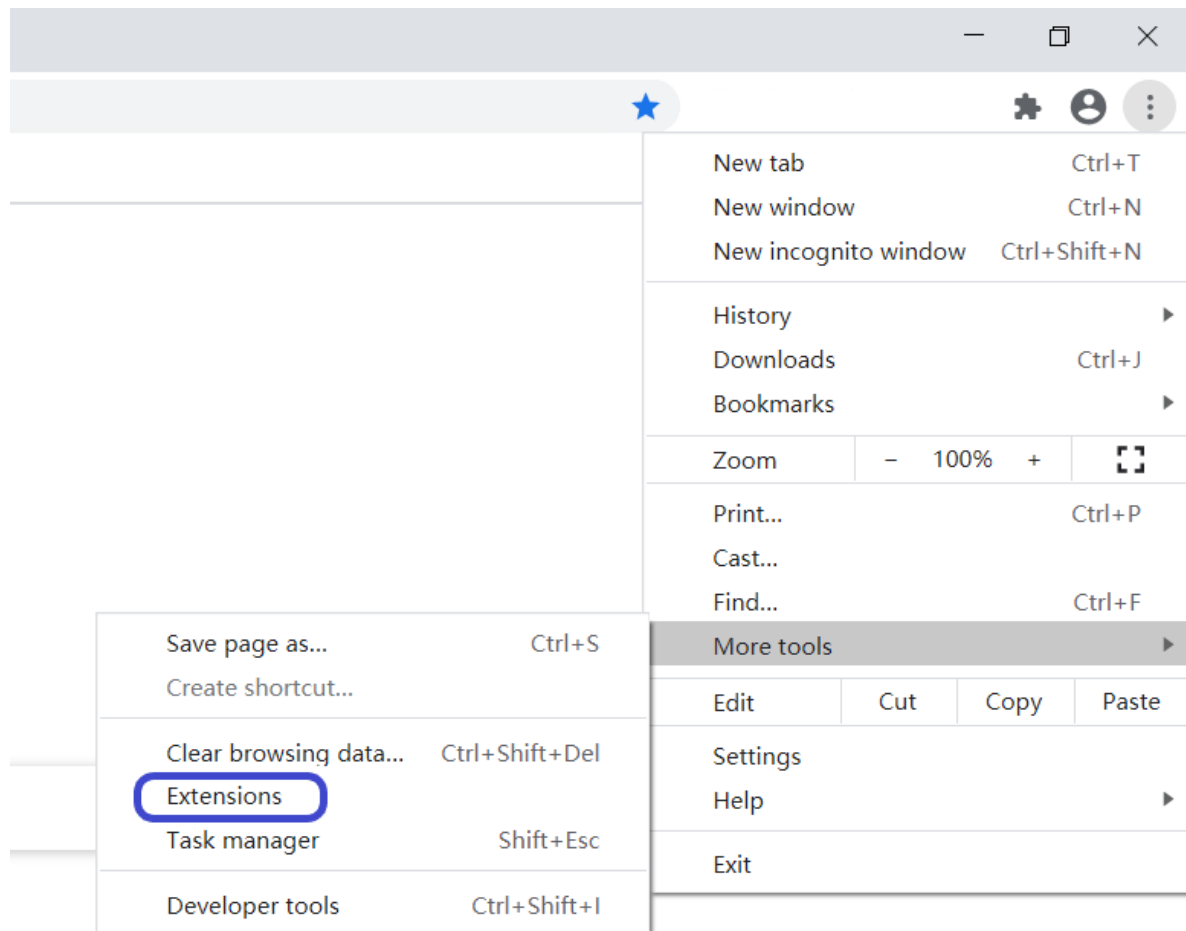 New tab Ctrl+T
New window Ctrl+N
New incognito window Ctrl+Shift+N
History
Downloads Ctrl+J
Bookmarks
Zoom − 100% +
Print... Ctrl+P
Cast...
Find... Ctrl+F
More tools
Edit Cut Copy Paste
Settings
Help
Exit
Save page as... Ctrl+S
Create shortcut...
Clear browsing data... Ctrl+Shift+Del
Extensions
Task manager Shift+Esc
Developer tools Ctrl+Shift+I